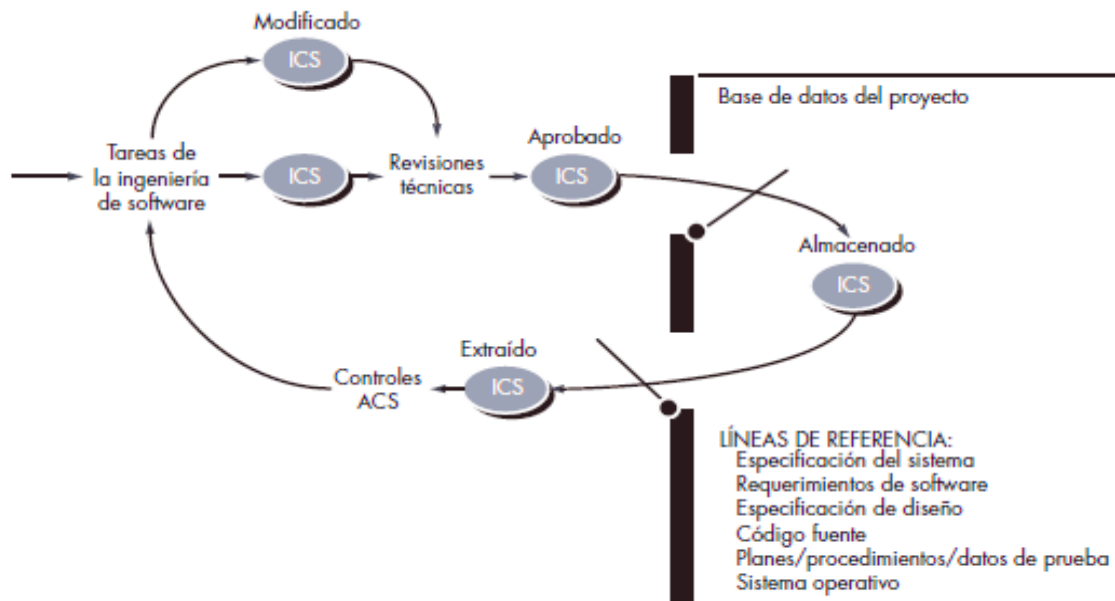 Modificado
ICS
Base de datos del proyecto
Tareas de
la ingeniería
de software
ICS
Revisiones
técnicas
Aprobado
ICS
Almacenado
ICS
Extraído
ICS
Controles
ACS
LÍNEAS DE REFERENCIA:
Especificación del sistema
Requerimientos de software
Especificación de diseño
Código fuente
Planes/procedimientos/datos de prueba
Sistema operativo